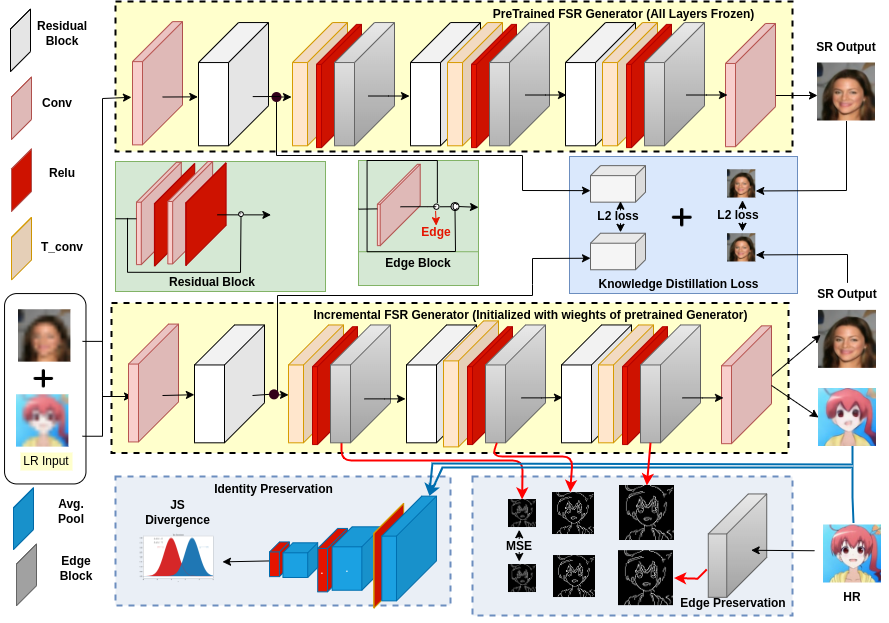 PreTrained FSR Generator (All Layers Frozen)
Residual
Block
Conv
Relu
T_conv
SR Output
Residual Block
Edge
Edge Block
L2 loss
L2 loss
Knowledge Distillation Loss
SR Output
Incremental FSR Generator (Initialized with wieghts of pretrained Generator)
LR Input
Avg.
Pool
Edge
Block
Identity Preservation
JS
Divergence
MSE
Edge Preservation
HR